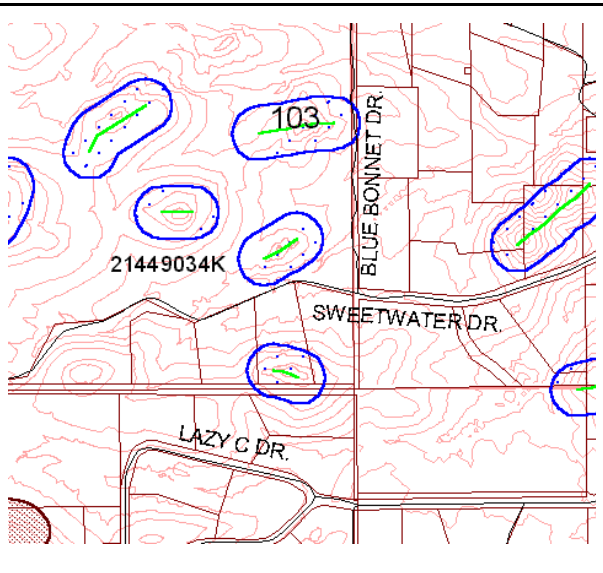 103
BLUE BONNET DR.
21449034K
SWEETWATER DR.
LAZY C DR.